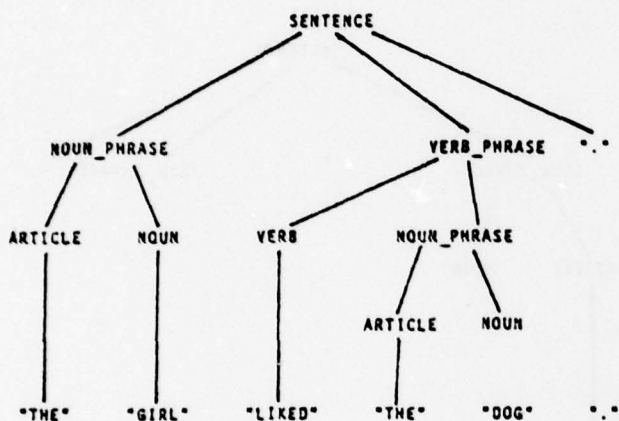 SENTENCE
NOUN_PHRASE VERB_PHRASE "."
ARTICLE NOUN VERB NOUN_PHRASE
ARTICLE NOUN
"THE" "GIRL" "LIKED" "THE" "DOG" "."